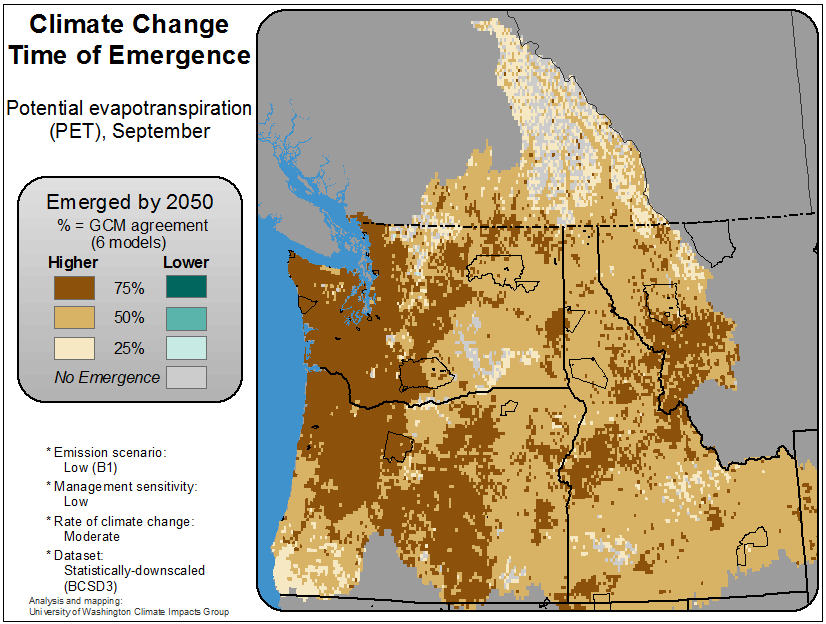 Climate Change
Time of Emergence
Potential evapotranspiration
(PET), September
Emerged by 2050
% = GCM agreement
(6 models)
Higher Lower
75%
50%
25%
No Emergence
* Emission scenario:
Low (B1)
* Management sensitivity:
Low
* Rate of climate change:
Moderate
* Dataset:
Statistically-downscaled
(BCSD3)
Analysis and mapping:
University of Washington Climate Impacts Group